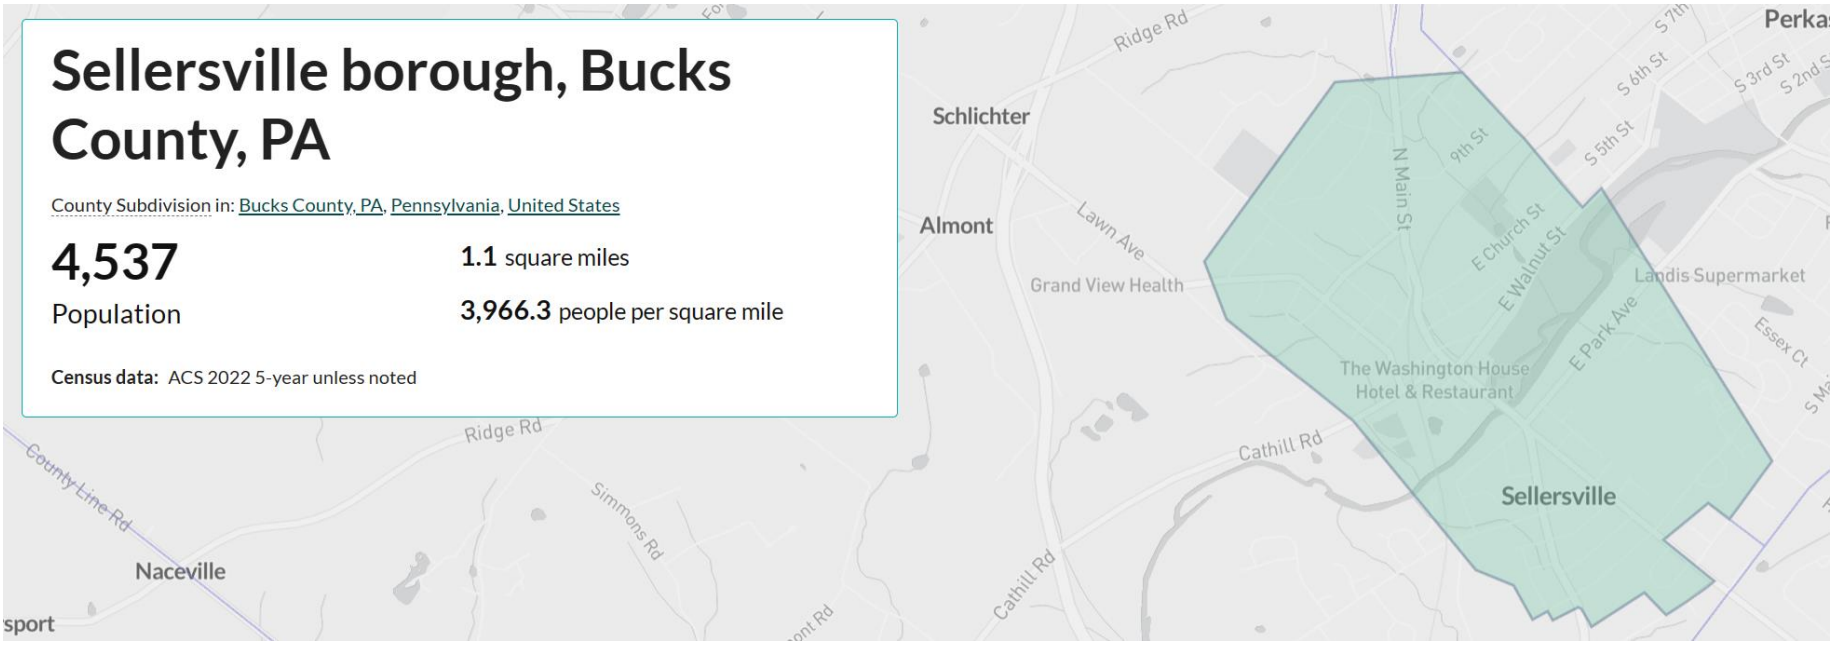 Sellersville borough, Bucks
County, PA
County Subdivision in: Bucks County, PA, Pennsylvania, United States
4,537
Population
1.1 square miles
3,966.3 people per square mile
Census data: ACS 2022 5-year unless noted
Ridge Rd
Schlichter
Almont
Lawn Ave
Grand View Health
N Main St
9th St
S 7th
S 6th St
S 5th St
S 3rd St
S 2nd S
Perkas
E Church St
E Walnut St
E Park Ave
Landis Supermarket
Essex Ct
S Ma
The Washington House
Hotel & Restaurant
Cathill Rd
Sellersville
Ridge Rd
County Line Rd
Simmons Rd
Naceville
Cathill Rd
ont Rd
sport